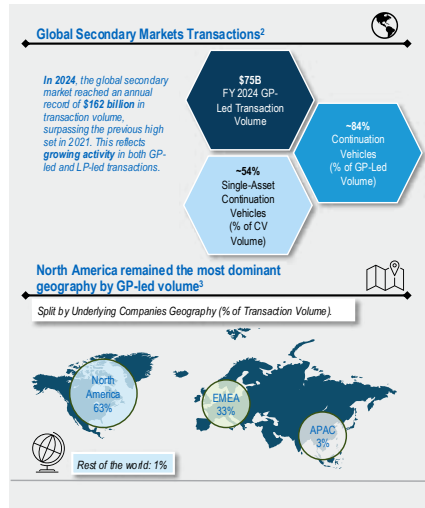 Global Secondary Markets Transactions²
In 2024, the global secondary
market reached an annual
record of $162 billion in
transaction volume,
surpassing the previous high
set in 2021. This reflects
growing activity in both GP-
led and LP-led transactions.
$75B
FY 2024 GP-
Led Transaction
Volume
~84%
Continuation
Vehicles
(% of GP-Led
Volume)
~54%
Single-Asset
Continuation
Vehicles
(% of CV
Volume)
North America remained the most dominant
geography by GP-led volume³
Split by Underlying Companies Geography (% of Transaction Volume).
North
America
63%
EMEA
33%
APAC
3%
Rest of the world: 1%